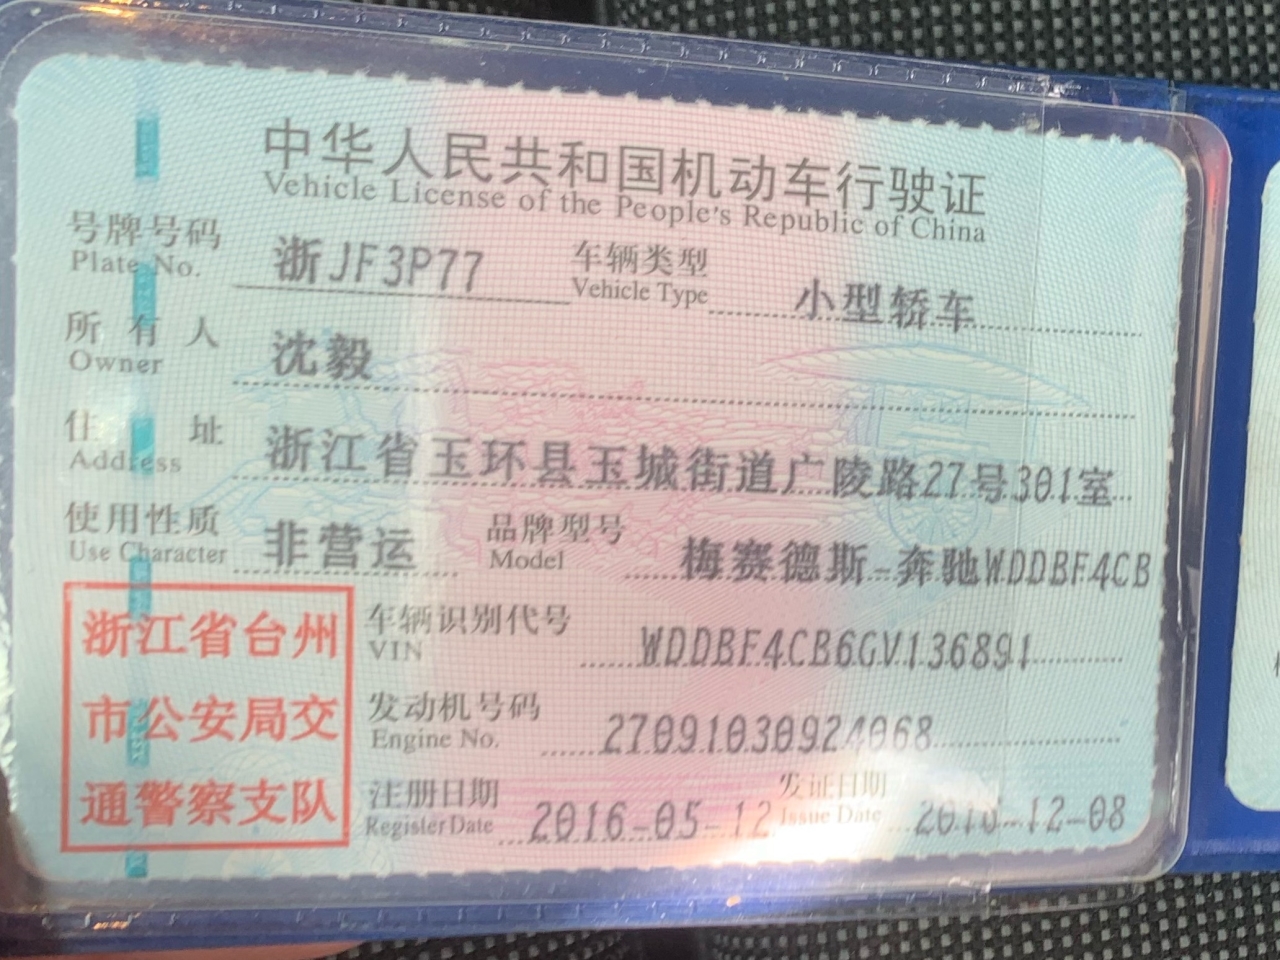 中华人民共和国机动车行驶证
Vehicle License of the People's Republic of China
号牌号码 浙JF3P77 车辆类型 小型轿车
Plate No. Vehicle Type
所有人 沈毅
Owner
住址 浙江省玉环县玉城街道广陵路27号301室
Address
使用性质 非营运 品牌型号 梅赛德斯-奔驰WDDBF4CB
Use Character Model
浙江省台州
市公安局交
通警察支队
车辆识别代号 WDDBF4CB6GV136891
VIN
发动机号码 27091030924068
Engine No.
注册日期 2016-05-12 发证日期 2016-12-08
Register Date Issue Date